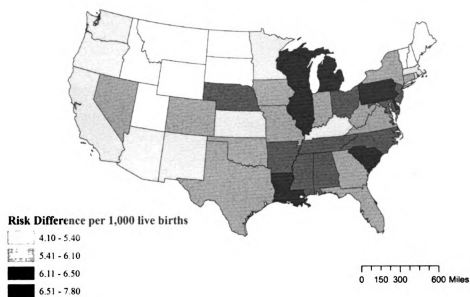 Risk Difference per 1,000 live births
4.10 - 5.40
5.41 - 6.10
6.11 - 6.50
6.51 - 7.80
0 150 300 600 Miles